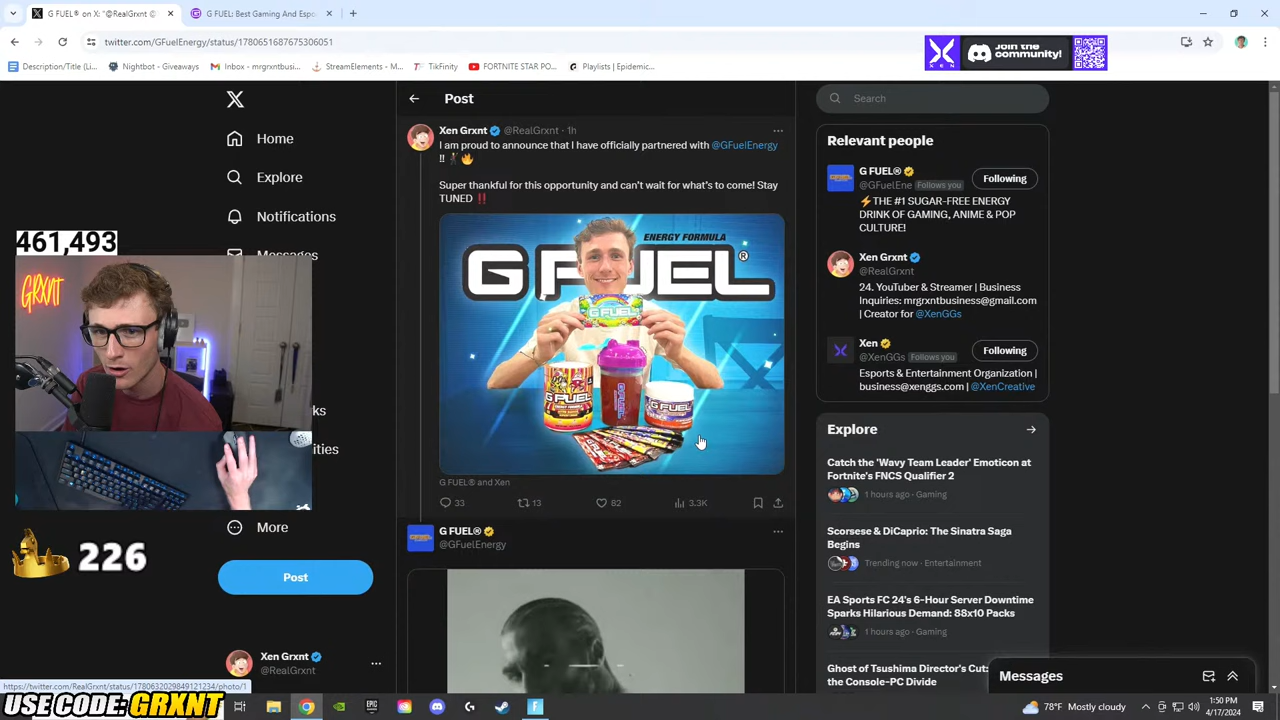 G FUEL® on X: "@RealGrxnt
G FUEL: Best Gaming And Espo
twitter.com/GFuelEnergy/status/1780651687675306051
Join the
community!
XEN
Description/Title (Li...
Nightbot - Giveaways
Inbox - mrgrxntbusi...
TikFinity
FORTNITE STAR PO...
Playlists | Epidemic...
Home
Explore
Notifications
Messages
More
Post
Xen Grxnt
@RealGrxnt
461,493
GRXNT
226
USE CODE: GRXNT
https://twitter.com/RealGrxnt/status/1780632029849121234/photo/1
Post
Xen Grxnt @RealGrxnt · 1h
I am proud to announce that I have officially partnered with @GFuelEnergy
!!
Super thankful for this opportunity and can't wait for what's to come! Stay
TUNED ‼️
ENERGY FORMULA
G FUEL®
G FUEL
G FUEL
G FUEL® and Xen
33
13
82
3.3K
G FUEL®
@GFuelEnergy
Search
Relevant people
G FUEL®
@GFuelEne Follows you
Following
⚡THE #1 SUGAR-FREE ENERGY
DRINK OF GAMING, ANIME & POP
CULTURE!
Xen Grxnt
@RealGrxnt
24. YouTuber & Streamer | Business
Inquiries: mrgrxntbusiness@gmail.com
| Creator for @XenGGs
Xen
@XenGGs Follows you
Following
Esports & Entertainment Organization |
business@xenggs.com | @XenCreative
Explore
Catch the 'Wavy Team Leader' Emoticon at
Fortnite's FNCS Qualifier 2
1 hours ago · Gaming
Scorsese & DiCaprio: The Sinatra Saga
Begins
Trending now · Entertainment
EA Sports FC 24's 6-Hour Server Downtime
Sparks Hilarious Demand: 88x10 Packs
1 hours ago · Gaming
Ghost of Tsushima Director's Cut:
the Console-PC Divide
Messages
78°F Mostly cloudy
1:50 PM
4/17/2024